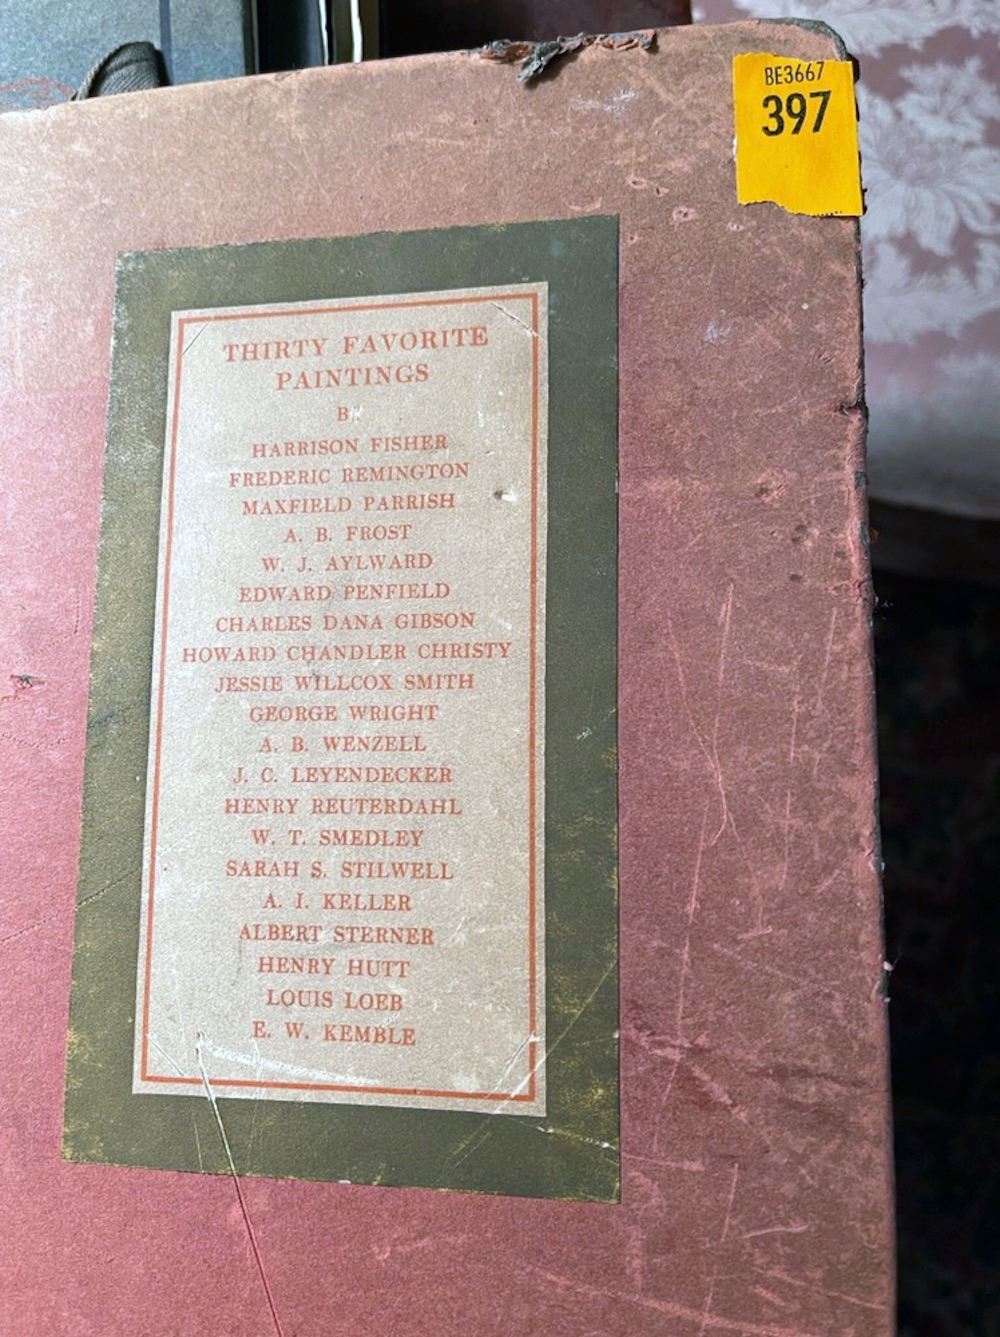 BE3667
397
THIRTY FAVORITE
PAINTINGS
BY
HARRISON FISHER
FREDERIC REMINGTON
MAXFIELD PARRISH
A. B. FROST
W. J. AYLWARD
EDWARD PENFIELD
CHARLES DANA GIBSON
HOWARD CHANDLER CHRISTY
JESSIE WILLCOX SMITH
GEORGE WRIGHT
A. B. WENZELL
J. C. LEYENDECKER
HENRY REUTERDAHL
W. T. SMEDLEY
SARAH S. STILWELL
A. I. KELLER
ALBERT STERNER
HENRY HUTT
LOUIS LOEB
E. W. KEMBLE